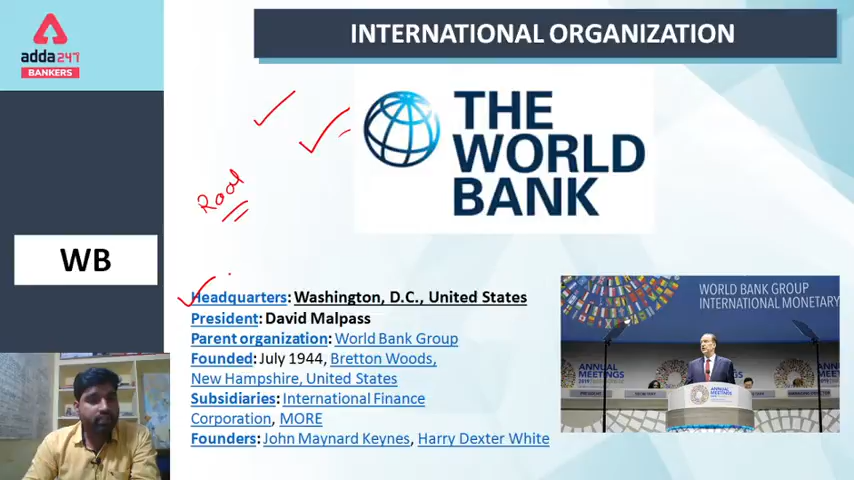 adda247
BANKERS
INTERNATIONAL ORGANIZATION
THE
WORLD
BANK
WB
Headquarters: Washington, D.C., United States
President: David Malpass
Parent organization: World Bank Group
Founded: July 1944, Bretton Woods,
New Hampshire, United States
Subsidiaries: International Finance
Corporation, MORE
Founders: John Maynard Keynes, Harry Dexter White
WORLD BANK GROUP
INTERNATIONAL MONETARY
ANNUAL
MEETINGS